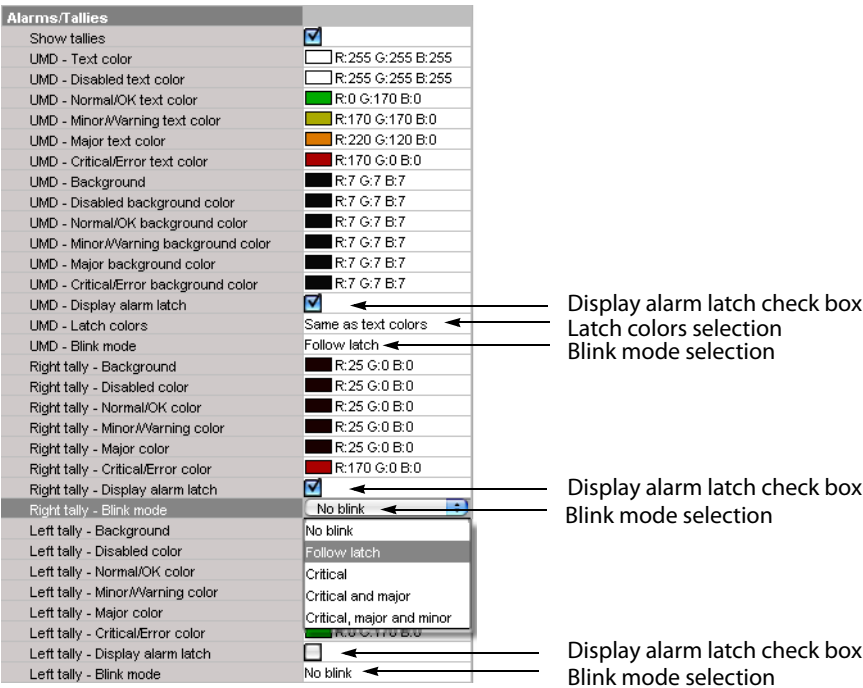 Alarms/Tallies
Show tallies
UMD - Text color R:255 G:255 B:255
UMD - Disabled text color R:255 G:255 B:255
UMD - Normal/OK text color R:0 G:170 B:0
UMD - Minor/Warning text color R:170 G:170 B:0
UMD - Major text color R:220 G:120 B:0
UMD - Critical/Error text color R:170 G:0 B:0
UMD - Background R:7 G:7 B:7
UMD - Disabled background color R:7 G:7 B:7
UMD - Normal/OK background color R:7 G:7 B:7
UMD - Minor/Warning background color R:7 G:7 B:7
UMD - Major background color R:7 G:7 B:7
UMD - Critical/Error background color R:7 G:7 B:7
UMD - Display alarm latch Display alarm latch check box
UMD - Latch colors Same as text colors Latch colors selection
UMD - Blink mode Follow latch Blink mode selection
Right tally - Background R:25 G:0 B:0
Right tally - Disabled color R:25 G:0 B:0
Right tally - Normal/OK color R:25 G:0 B:0
Right tally - Minor/Warning color R:25 G:0 B:0
Right tally - Major color R:25 G:0 B:0
Right tally - Critical/Error color R:170 G:0 B:0
Right tally - Display alarm latch Display alarm latch check box
Right tally - Blink mode No blink Blink mode selection
Left tally - Background No blink
Left tally - Disabled color Follow latch
Left tally - Normal/OK color Critical
Left tally - Minor/Warning color Critical and major
Left tally - Major color Critical, major and minor
Left tally - Critical/Error color R:0 G:170 B:0
Left tally - Display alarm latch Display alarm latch check box
Left tally - Blink mode No blink Blink mode selection